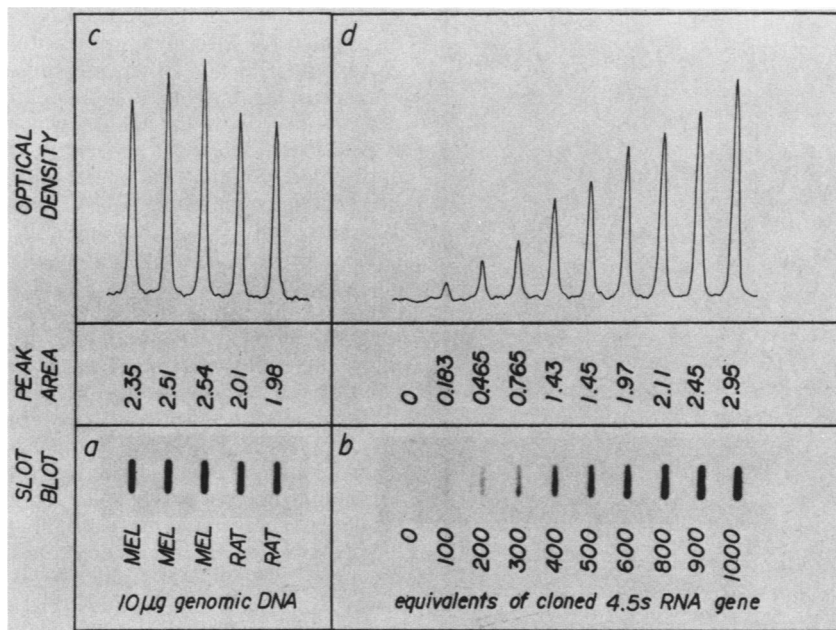 c
d
OPTICAL
DENSITY
PEAK
AREA
2.35
2.51
2.54
2.01
1.98
0
0.183
0.465
0.765
1.43
1.45
1.97
2.11
2.45
2.95
SLOT
BLOT
a
b
MEL
MEL
MEL
RAT
RAT
0
100
200
300
400
500
600
800
900
1000
10µg genomic DNA
equivalents of cloned 4.5s RNA gene